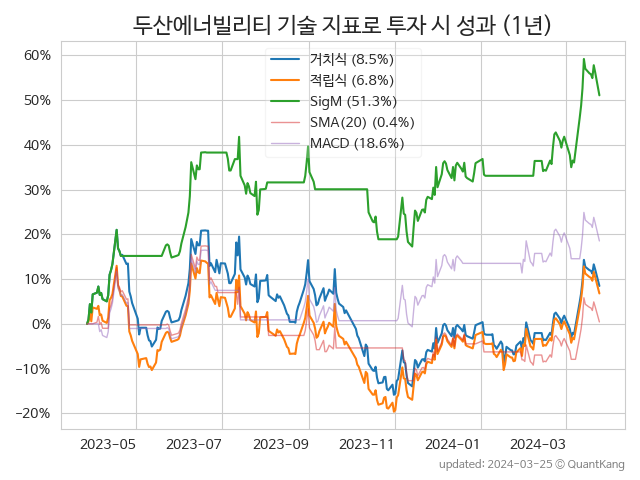 두산에너빌리티 기술 지표로 투자 시 성과 (1년)
거치식 (8.5%)
적립식 (6.8%)
SigM (51.3%)
SMA(20) (0.4%)
MACD (18.6%)
60%
50%
40%
30%
20%
10%
0%
−10%
−20%
2023-05
2023-07
2023-09
2023-11
2024-01
2024-03
updated: 2024-03-25 © QuantKang